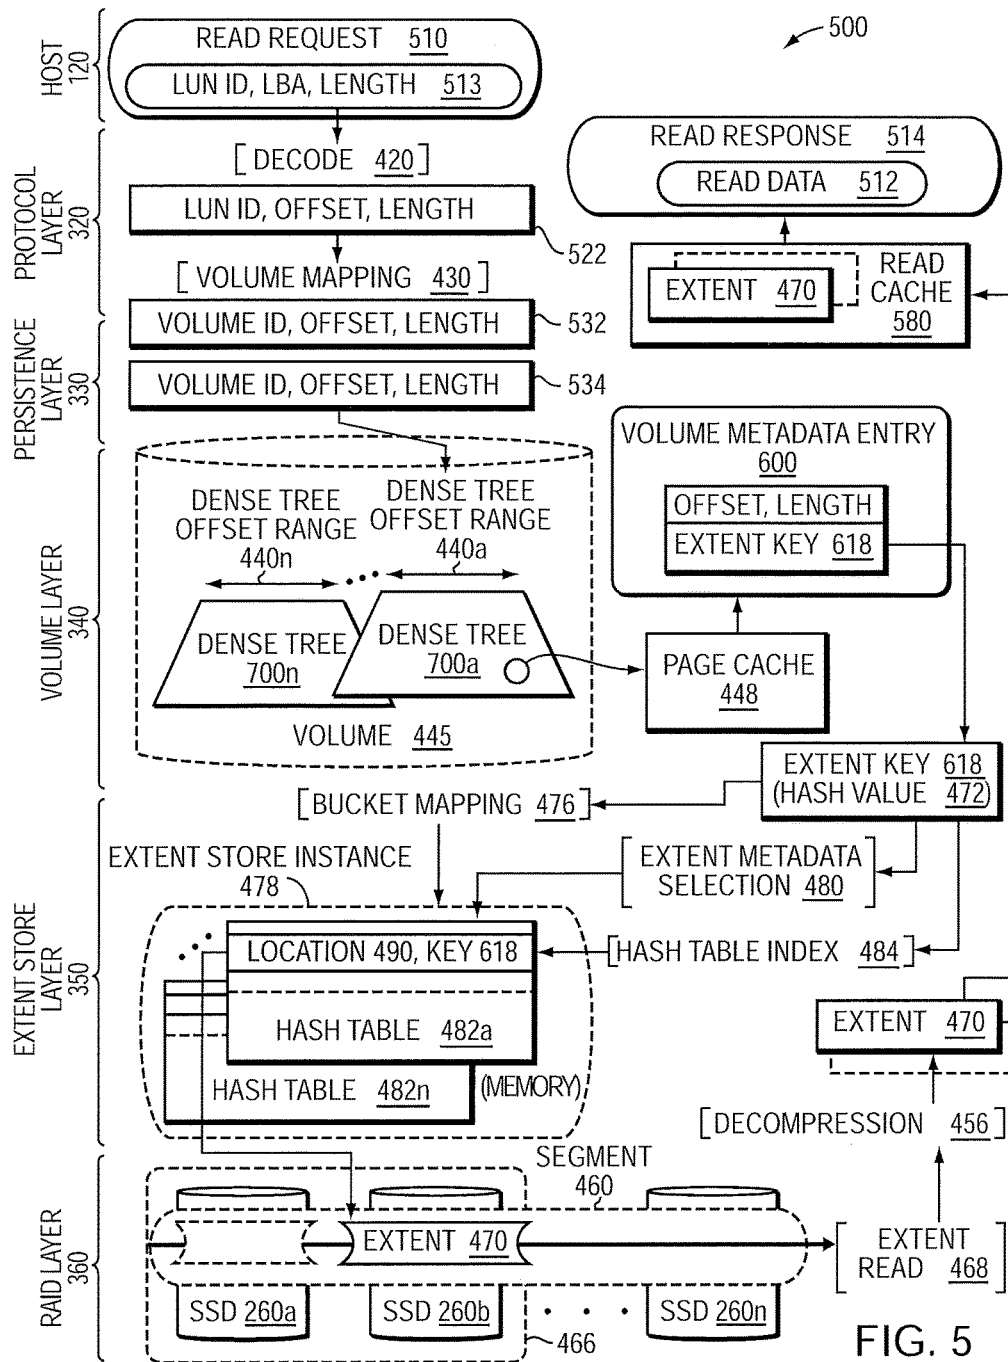 HOST 120
READ REQUEST 510
LUN ID, LBA, LENGTH 513
500
PROTOCOL LAYER 320
[DECODE 420]
LUN ID, OFFSET, LENGTH
522
[VOLUME MAPPING 430]
VOLUME ID, OFFSET, LENGTH
532
READ RESPONSE 514
READ DATA 512
EXTENT 470
READ CACHE 580
PERSISTENCE LAYER 330
VOLUME ID, OFFSET, LENGTH
534
VOLUME LAYER 340
DENSE TREE OFFSET RANGE 440n
DENSE TREE OFFSET RANGE 440a
DENSE TREE 700n
DENSE TREE 700a
VOLUME 445
VOLUME METADATA ENTRY 600
OFFSET, LENGTH
EXTENT KEY 618
PAGE CACHE 448
EXTENT KEY 618
(HASH VALUE 472)
EXTENT STORE LAYER 350
[BUCKET MAPPING 476]
EXTENT STORE INSTANCE 478
[EXTENT METADATA SELECTION 480]
LOCATION 490, KEY 618
[HASH TABLE INDEX 484]
HASH TABLE 482a
HASH TABLE 482n
(MEMORY)
EXTENT 470
[DECOMPRESSION 456]
RAID LAYER 360
SEGMENT 460
EXTENT 470
[EXTENT READ 468]
SSD 260a
SSD 260b
SSD 260n
466
FIG. 5